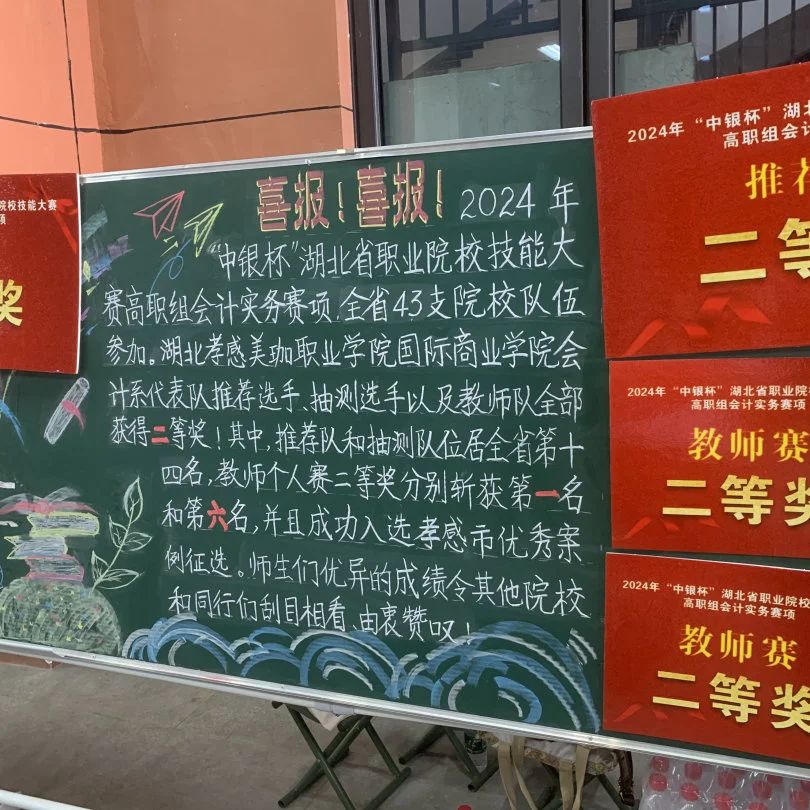 喜报！喜报！2024年
“中银杯”湖北省职业院校技能大
赛高职组会计实务赛项，全省43支院校队伍
参加。湖北孝感美珈职业学院国际商业学院会
计系代表队推荐选手、抽测选手以及教师队全部
获得二等奖！其中，推荐队和抽测队位居全省第十
四名，教师个人赛二等奖分别斩获第一名
和第六名，并且成功入选孝感市优秀案
例征选。师生们优异的成绩令其他院校
和同行们刮目相看，由衷赞叹！
院校技能大赛
项
奖
2024年“中银杯”湖北
高职组会计
推荐
二等
2024年“中银杯”湖北省职业院校
高职组会计实务赛项
教师赛
二等奖
2024年“中银杯”湖北省职业院校
高职组会计实务赛项
教师赛
二等奖